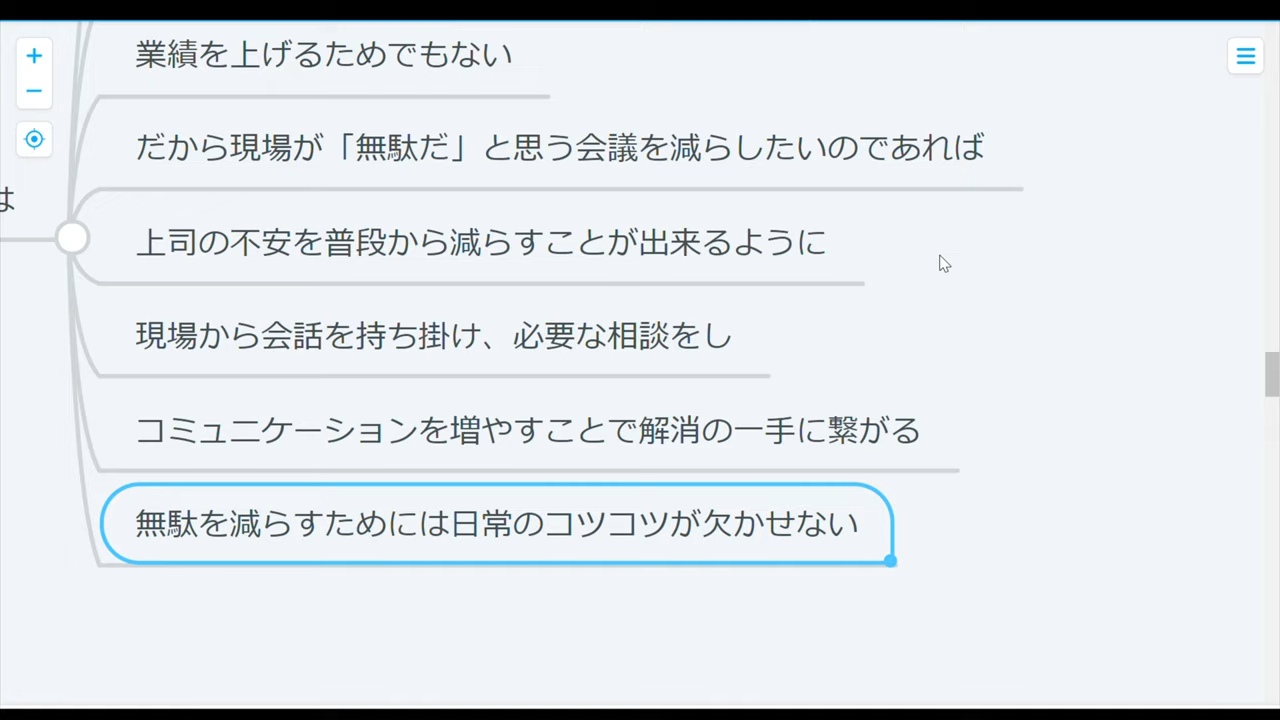 業績を上げるためでもない
だから現場が「無駄だ」と思う会議を減らしたいのであれば
は
上司の不安を普段から減らすことが出来るように
現場から会話を持ち掛け、必要な相談をし
コミュニケーションを増やすことで解消の一手に繋がる
無駄を減らすためには日常のコツコツが欠かせない